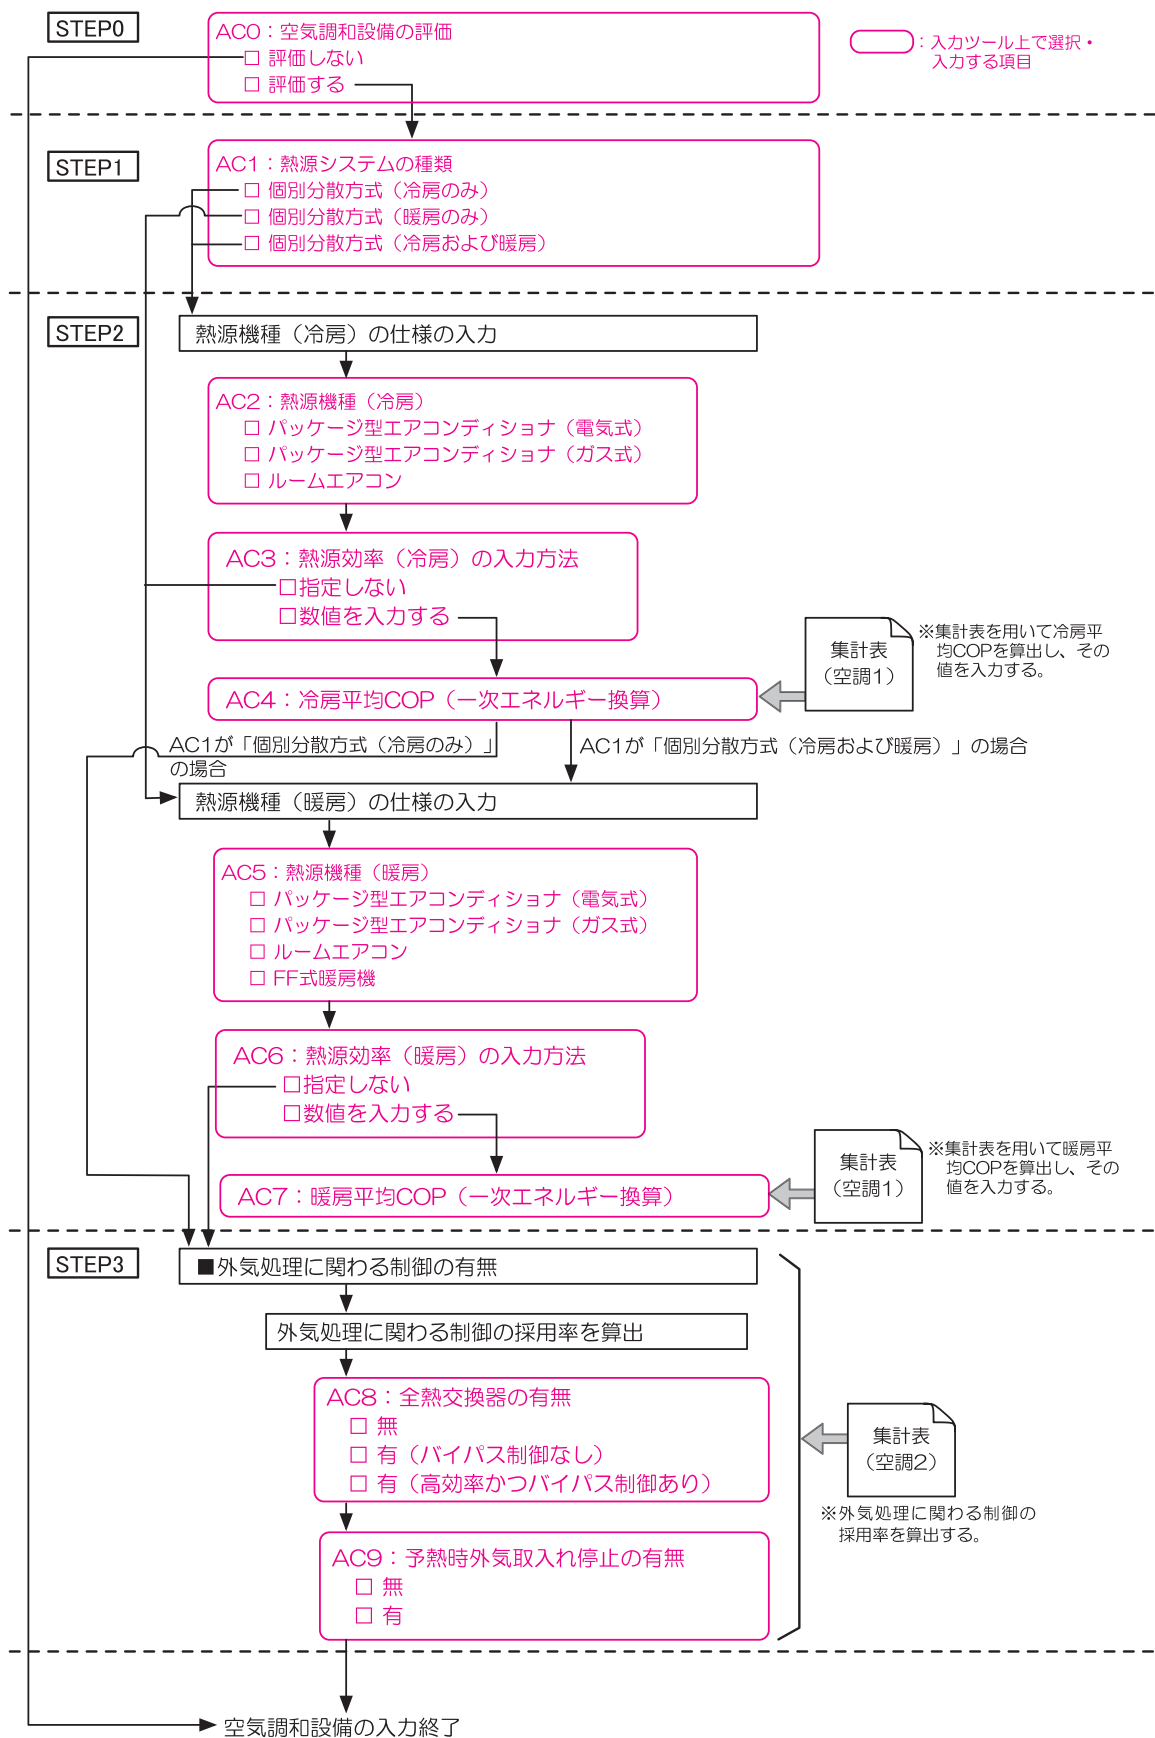 STEP0
AC0：空気調和設備の評価
□ 評価しない
□ 評価する
：入力ツール上で選択・
入力する項目
STEP1
AC1：熱源システムの種類
□ 個別分散方式（冷房のみ）
□ 個別分散方式（暖房のみ）
□ 個別分散方式（冷房および暖房）
STEP2
熱源機種（冷房）の仕様の入力
AC2：熱源機種（冷房）
□ パッケージ型エアコンディショナ（電気式）
□ パッケージ型エアコンディショナ（ガス式）
□ ルームエアコン
AC3：熱源効率（冷房）の入力方法
□指定しない
□数値を入力する
集計表
（空調1）
※集計表を用いて冷房平
均COPを算出し、その
値を入力する。
AC4：冷房平均COP（一次エネルギー換算）
AC1が「個別分散方式（冷房のみ）」
の場合
AC1が「個別分散方式（冷房および暖房）」の場合
熱源機種（暖房）の仕様の入力
AC5：熱源機種（暖房）
□ パッケージ型エアコンディショナ（電気式）
□ パッケージ型エアコンディショナ（ガス式）
□ ルームエアコン
□ FF式暖房機
AC6：熱源効率（暖房）の入力方法
□指定しない
□数値を入力する
集計表
（空調1）
※集計表を用いて暖房平
均COPを算出し、その
値を入力する。
AC7：暖房平均COP（一次エネルギー換算）
STEP3
■外気処理に関わる制御の有無
外気処理に関わる制御の採用率を算出
AC8：全熱交換器の有無
□ 無
□ 有（バイパス制御なし）
□ 有（高効率かつバイパス制御あり）
集計表
（空調2）
※外気処理に関わる制御の
採用率を算出する。
AC9：予熱時外気取入れ停止の有無
□ 無
□ 有
空気調和設備の入力終了